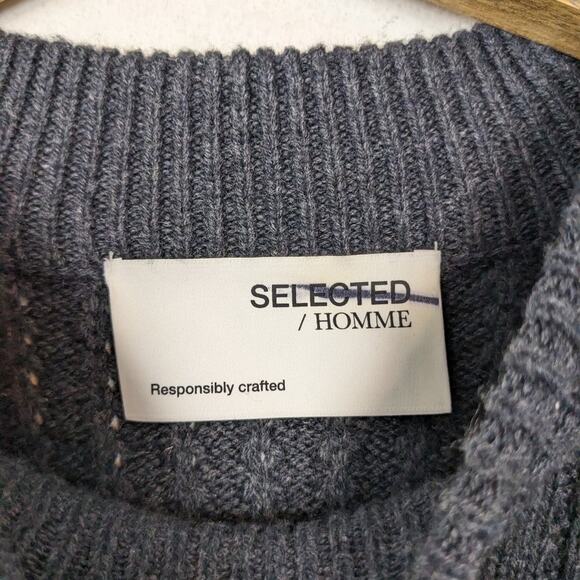 SELECTED
/ HOMME
Responsibly crafted